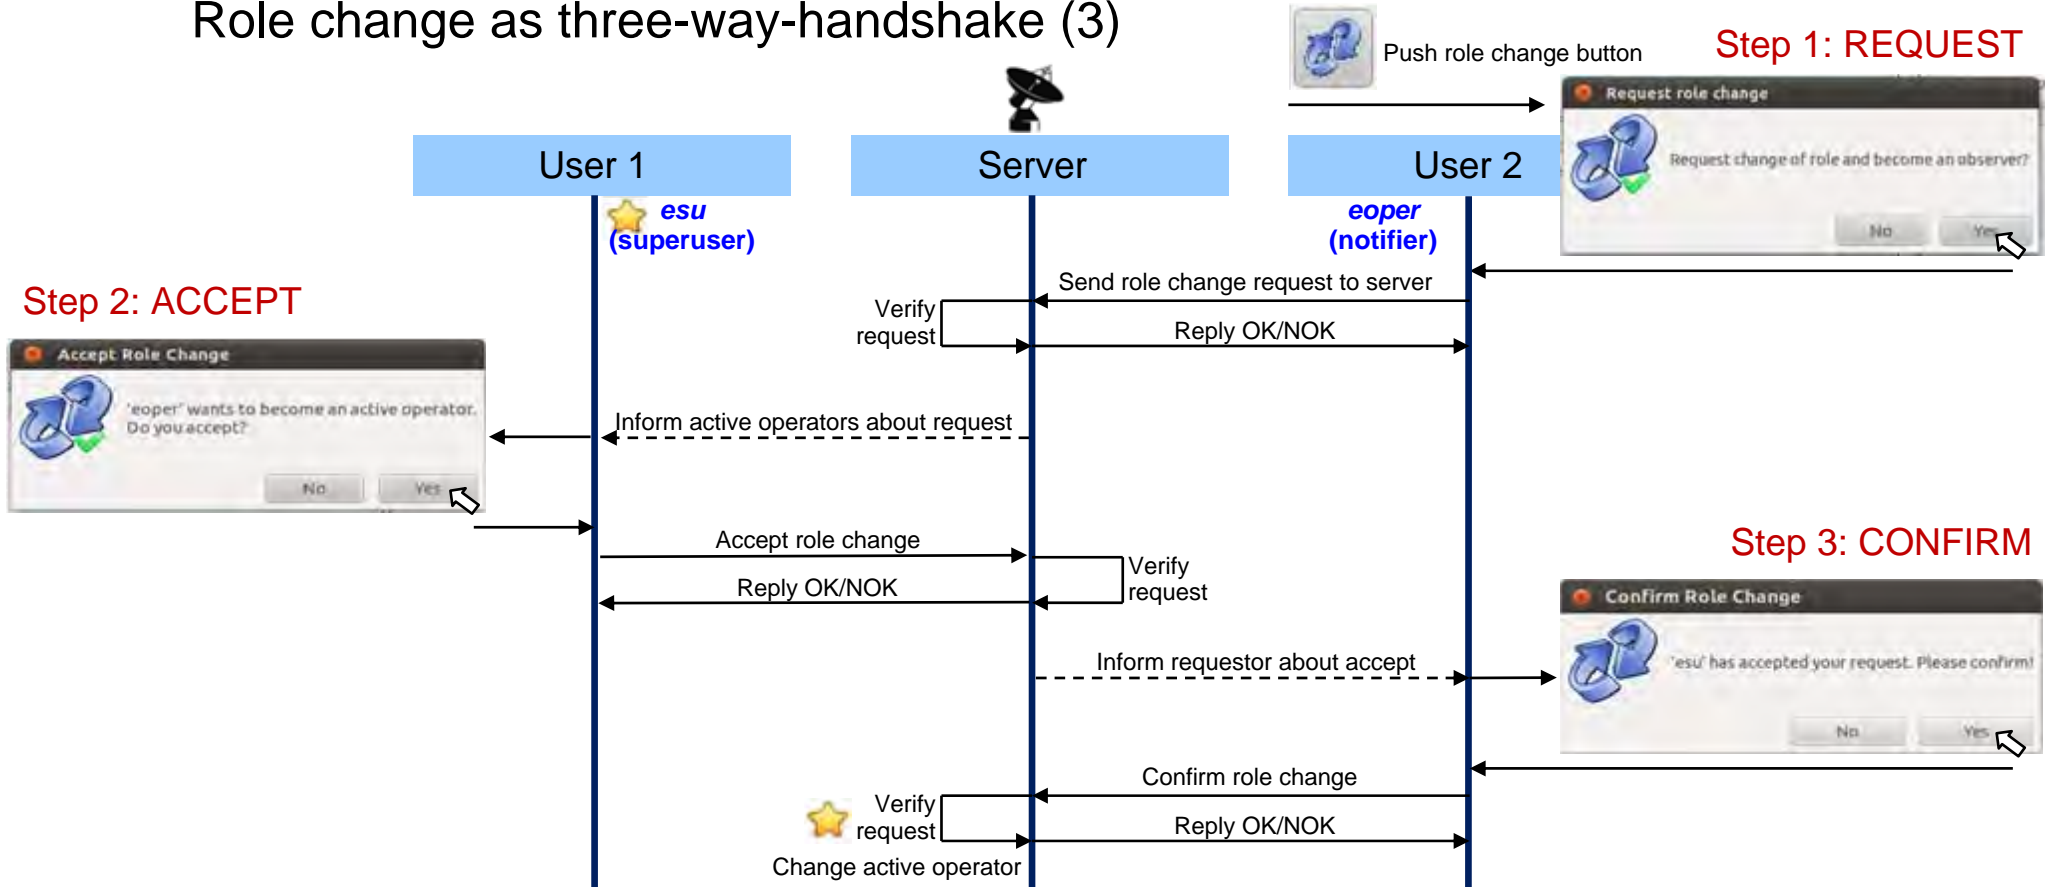 Role change as three-way-handshake (3)
Push role change button
Step 1: REQUEST
Request role change
Request change of role and become an observer?
No
Yes
User 1
Server
User 2
esu
(superuser)
eoper
(notifier)
Send role change request to server
Verify
request
Reply OK/NOK
Step 2: ACCEPT
Accept Role Change
'eoper' wants to become an active operator.
Do you accept?
No
Yes
Inform active operators about request
Accept role change
Verify
request
Reply OK/NOK
Step 3: CONFIRM
Confirm Role Change
'esu' has accepted your request. Please confirm!
No
Yes
Inform requestor about accept
Confirm role change
Verify
request
Reply OK/NOK
Change active operator